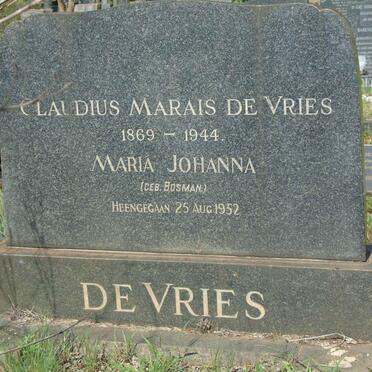 CLAUDIUS MARAIS DE VRIES
1869 - 1944.
MARIA JOHANNA
(GEB. BOSMAN.)
HEENGEGAAN 25 AUG 1952
DE VRIES